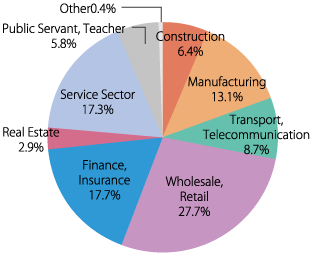 Other0.4%
Public Servant, Teacher
5.8%
Construction
6.4%
Manufacturing
13.1%
Transport,
Telecommunication
8.7%
Wholesale,
Retail
27.7%
Finance,
Insurance
17.7%
Real Estate
2.9%
Service Sector
17.3%